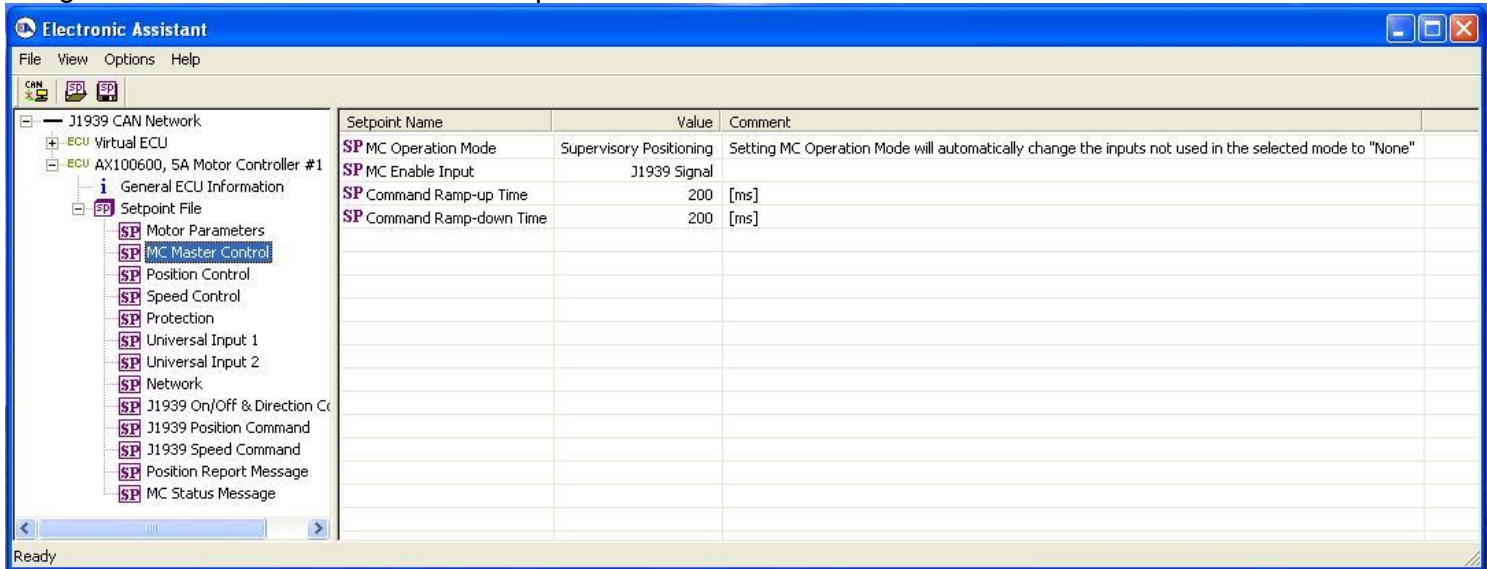 Electronic Assistant
File View Options Help
CAN SP SP
J1939 CAN Network
ECU Virtual ECU
ECU AX100600, 5A Motor Controller #1
i General ECU Information
SP Setpoint File
SP Motor Parameters
SP MC Master Control
SP Position Control
SP Speed Control
SP Protection
SP Universal Input 1
SP Universal Input 2
SP Network
SP J1939 On/Off & Direction Co
SP J1939 Position Command
SP J1939 Speed Command
SP Position Report Message
SP MC Status Message
Setpoint Name Value Comment
SP MC Operation Mode Supervisory Positioning Setting MC Operation Mode will automatically change the inputs not used in the selected mode to "None"
SP MC Enable Input J1939 Signal
SP Command Ramp-up Time 200 [ms]
SP Command Ramp-down Time 200 [ms]
Ready